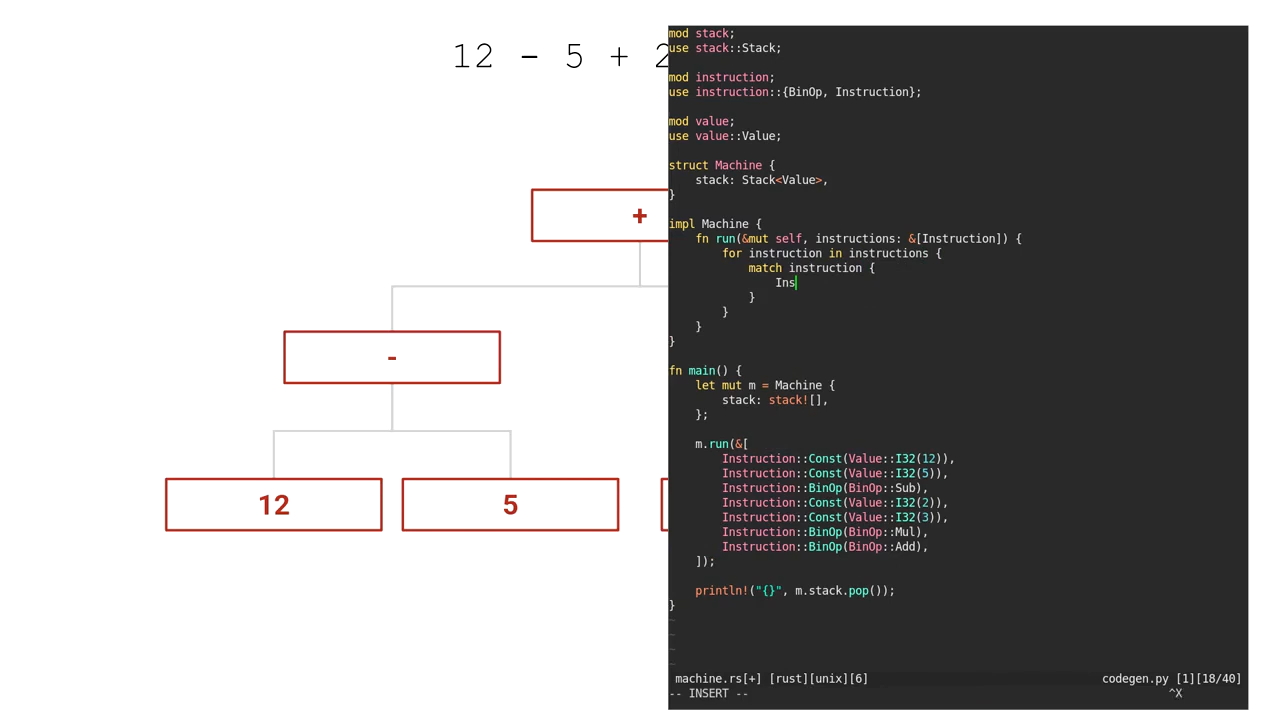 12 - 5 + 2
+
-
12
5
mod stack;
use stack::Stack;
mod instruction;
use instruction::{BinOp, Instruction};
mod value;
use value::Value;
struct Machine {
    stack: Stack<Value>,
}
impl Machine {
    fn run(&mut self, instructions: &[Instruction]) {
        for instruction in instructions {
            match instruction {
                Ins
            }
        }
    }
}
fn main() {
    let mut m = Machine {
        stack: stack![],
    };
    m.run(&[
        Instruction::Const(Value::I32(12)),
        Instruction::Const(Value::I32(5)),
        Instruction::BinOp(BinOp::Sub),
        Instruction::Const(Value::I32(2)),
        Instruction::Const(Value::I32(3)),
        Instruction::BinOp(BinOp::Mul),
        Instruction::BinOp(BinOp::Add),
    ]);
    println!("{}", m.stack.pop());
}
~
~
~
~
machine.rs[+] [rust][unix][6] codegen.py [1][18/40]
-- INSERT -- ^X